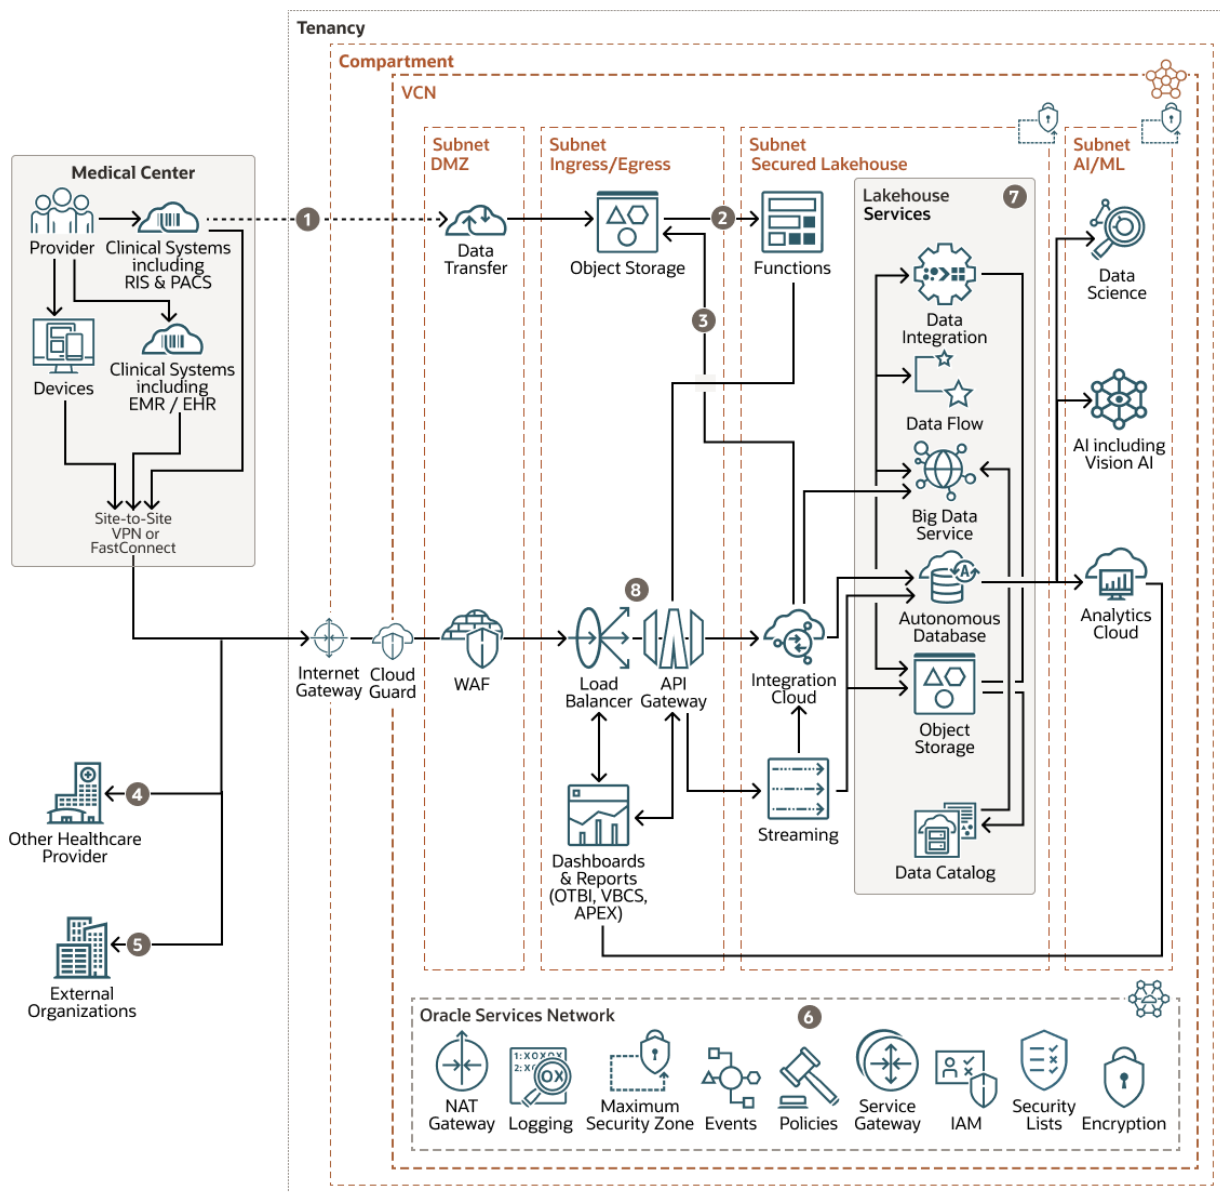 Tenancy
Compartment
VCN
Subnet
DMZ
Subnet
Ingress/Egress
Subnet
Secured Lakehouse
Subnet
AI/ML
Medical Center
Provider
Clinical Systems
including
RIS & PACS
Devices
Clinical Systems
including
EMR / EHR
Site-to-Site
VPN or
FastConnect
1
Data
Transfer
Object Storage
2
Functions
3
Lakehouse
Services
7
Data
Integration
Data Flow
Big Data
Service
Autonomous
Database
A
Object
Storage
Data Catalog
Data
Science
AI including
Vision AI
Analytics
Cloud
Internet
Gateway
Cloud
Guard
WAF
8
Load
Balancer
API
Gateway
Integration
Cloud
Streaming
Dashboards
& Reports
(OTBI, VBCS,
APEX)
4
Other Healthcare
Provider
5
External
Organizations
Oracle Services Network
6
NAT
Gateway
1: XOXOX
2: X
OX
Logging
Maximum
Security Zone
Events
Policies
Service
Gateway
IAM
Security
Lists
Encryption